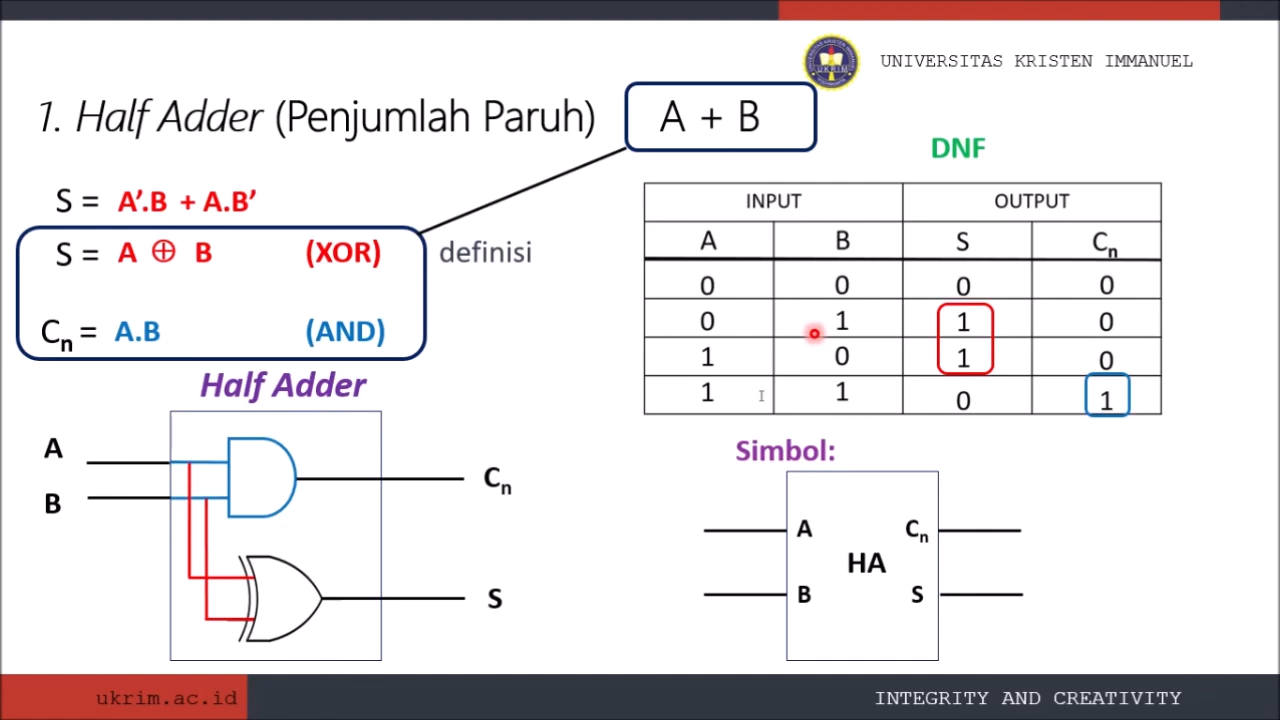 UNIVERSITAS KRISTEN IMMANUEL
UKRIM
1. Half Adder (Penjumlah Paruh) A + B
DNF
S = A'.B + A.B'
S = A ⊕ B (XOR) definisi
Cn = A.B (AND)
INPUT OUTPUT
A B S Cn
0 0 0 0
0 1 1 0
1 0 1 0
1 1 0 1
Half Adder
A
B
Cn
S
Simbol:
A Cn
HA
B S
ukrim.ac.id INTEGRITY AND CREATIVITY